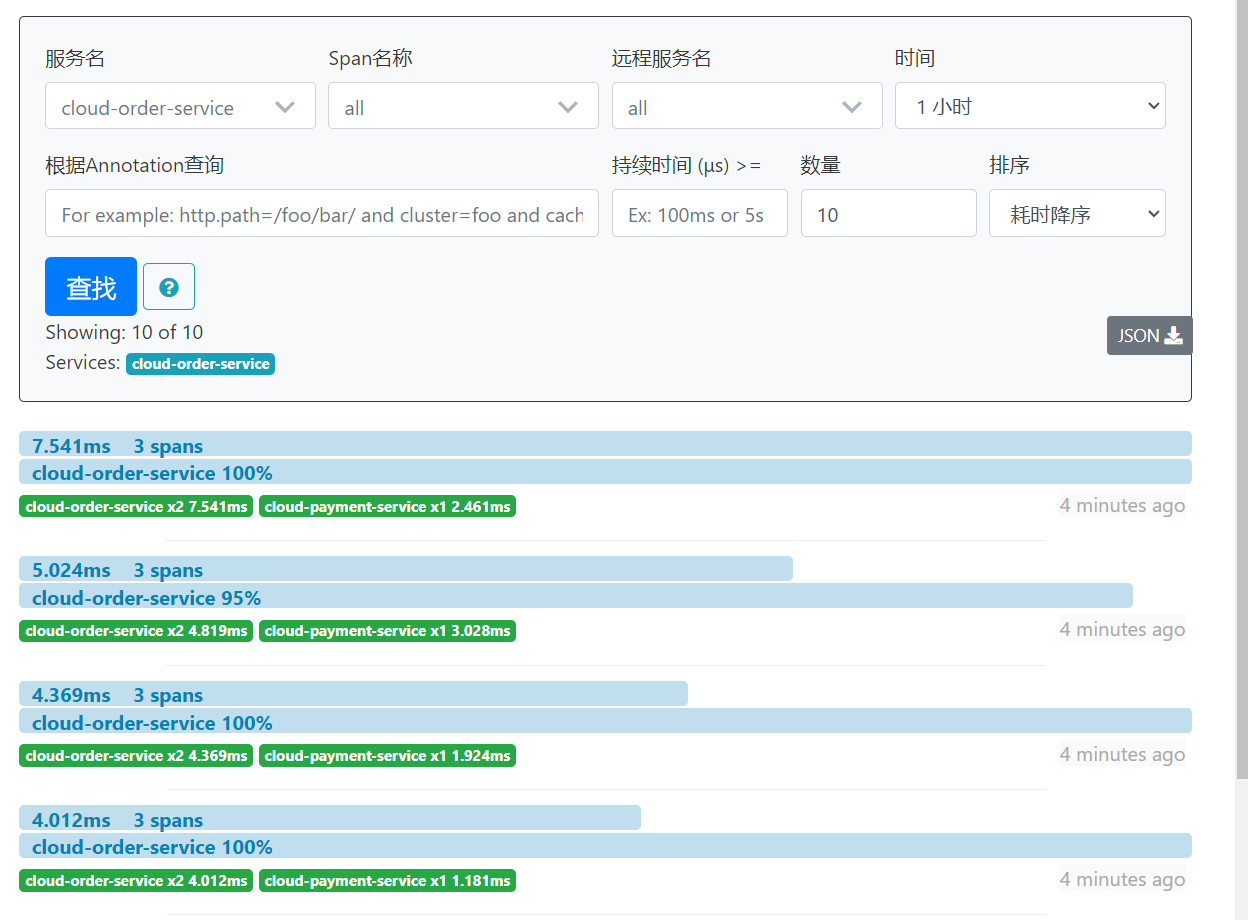 服务名 Span名称 远程服务名 时间
cloud-order-service all all 1 小时
根据Annotation查询 持续时间 (μs) >= 数量 排序
For example: http.path=/foo/bar/ and cluster=foo and cach Ex: 100ms or 5s 10 耗时降序
查找 ?
Showing: 10 of 10
JSON
Services: cloud-order-service
7.541ms 3 spans
cloud-order-service 100%
cloud-order-service x2 7.541ms cloud-payment-service x1 2.461ms 4 minutes ago
5.024ms 3 spans
cloud-order-service 95%
cloud-order-service x2 4.819ms cloud-payment-service x1 3.028ms 4 minutes ago
4.369ms 3 spans
cloud-order-service 100%
cloud-order-service x2 4.369ms cloud-payment-service x1 1.924ms 4 minutes ago
4.012ms 3 spans
cloud-order-service 100%
cloud-order-service x2 4.012ms cloud-payment-service x1 1.181ms 4 minutes ago